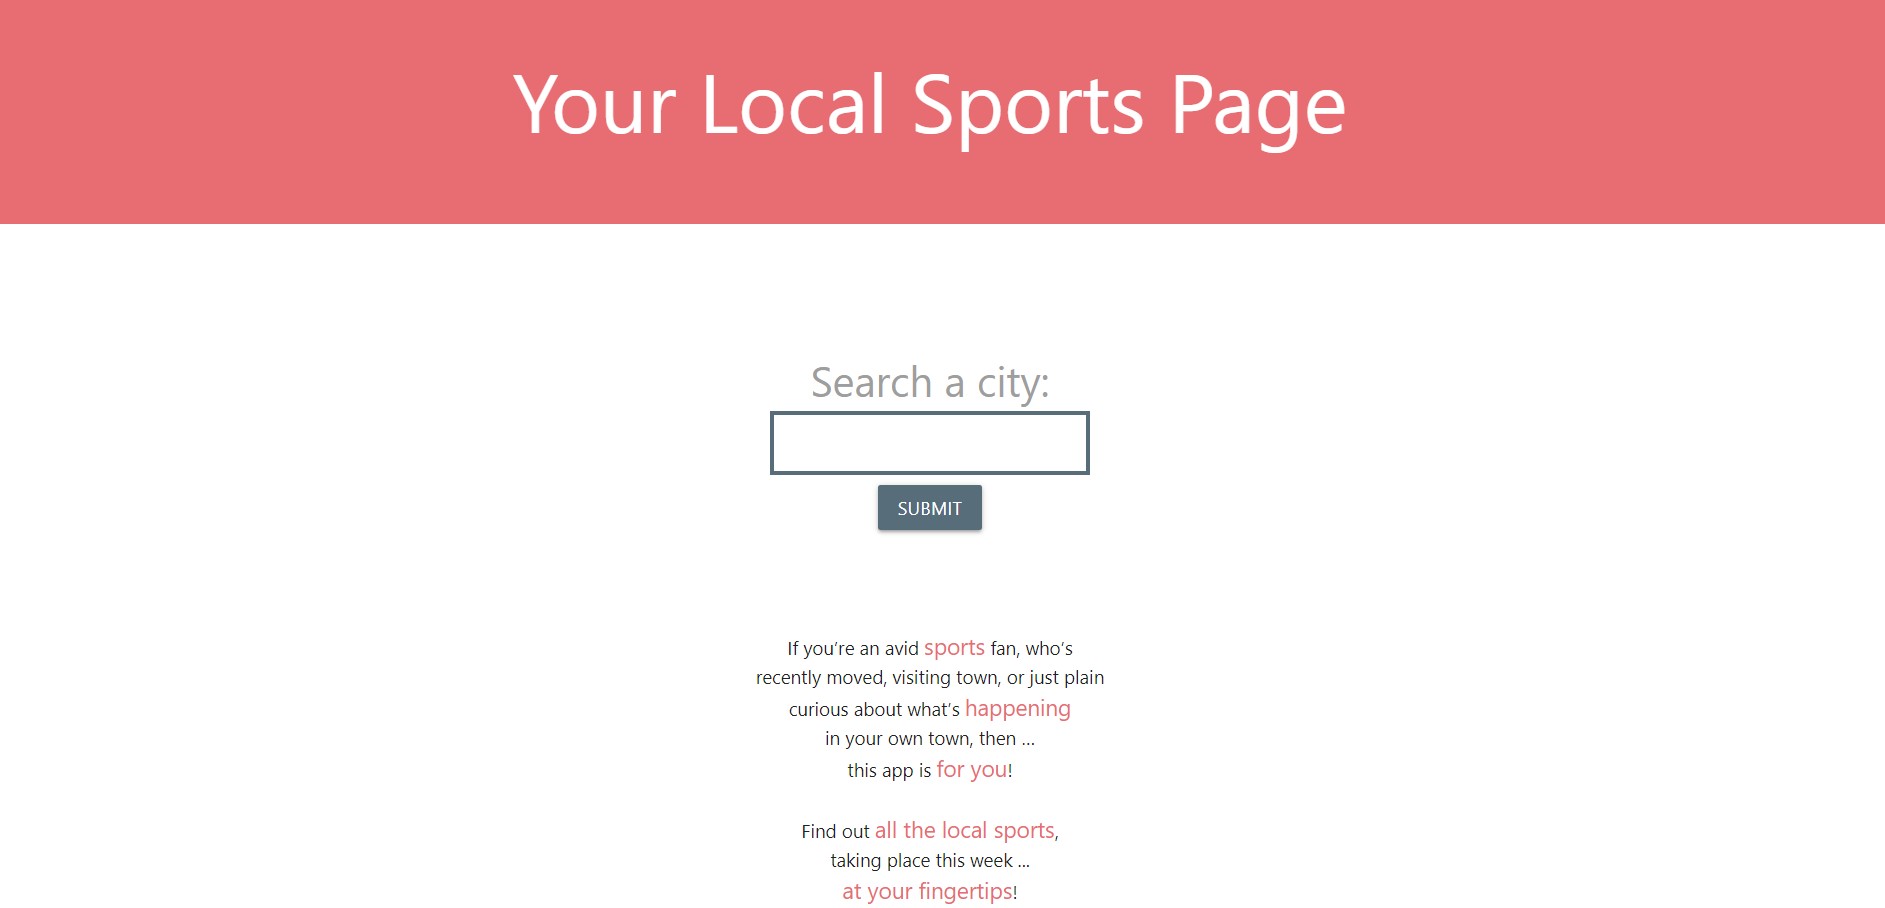 Your Local Sports Page
Search a city:
SUBMIT
If you’re an avid sports fan, who’s
recently moved, visiting town, or just plain
curious about what’s happening
in your own town, then ...
this app is for you!
Find out all the local sports,
taking place this week ...
at your fingertips!